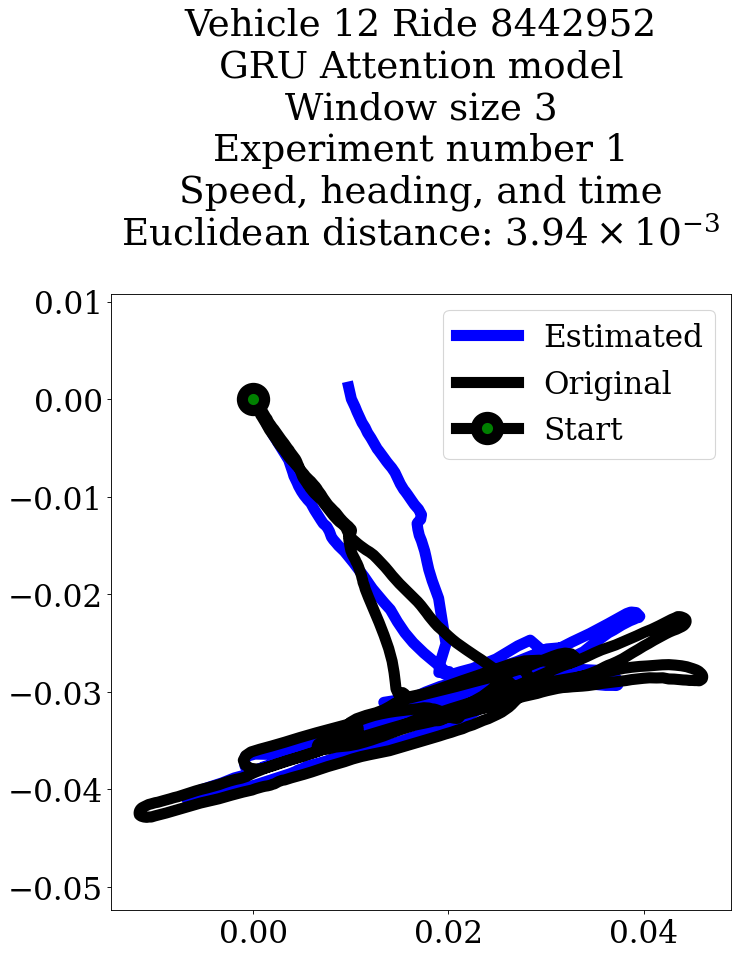 Vehicle 12 Ride 8442952
GRU Attention model
Window size 3
Experiment number 1
Speed, heading, and time
Euclidean distance: 3.94 × 10⁻³
0.01
Estimated
Original
0.00
Start
−0.01
−0.02
−0.03
−0.04
−0.05
0.00 0.02 0.04